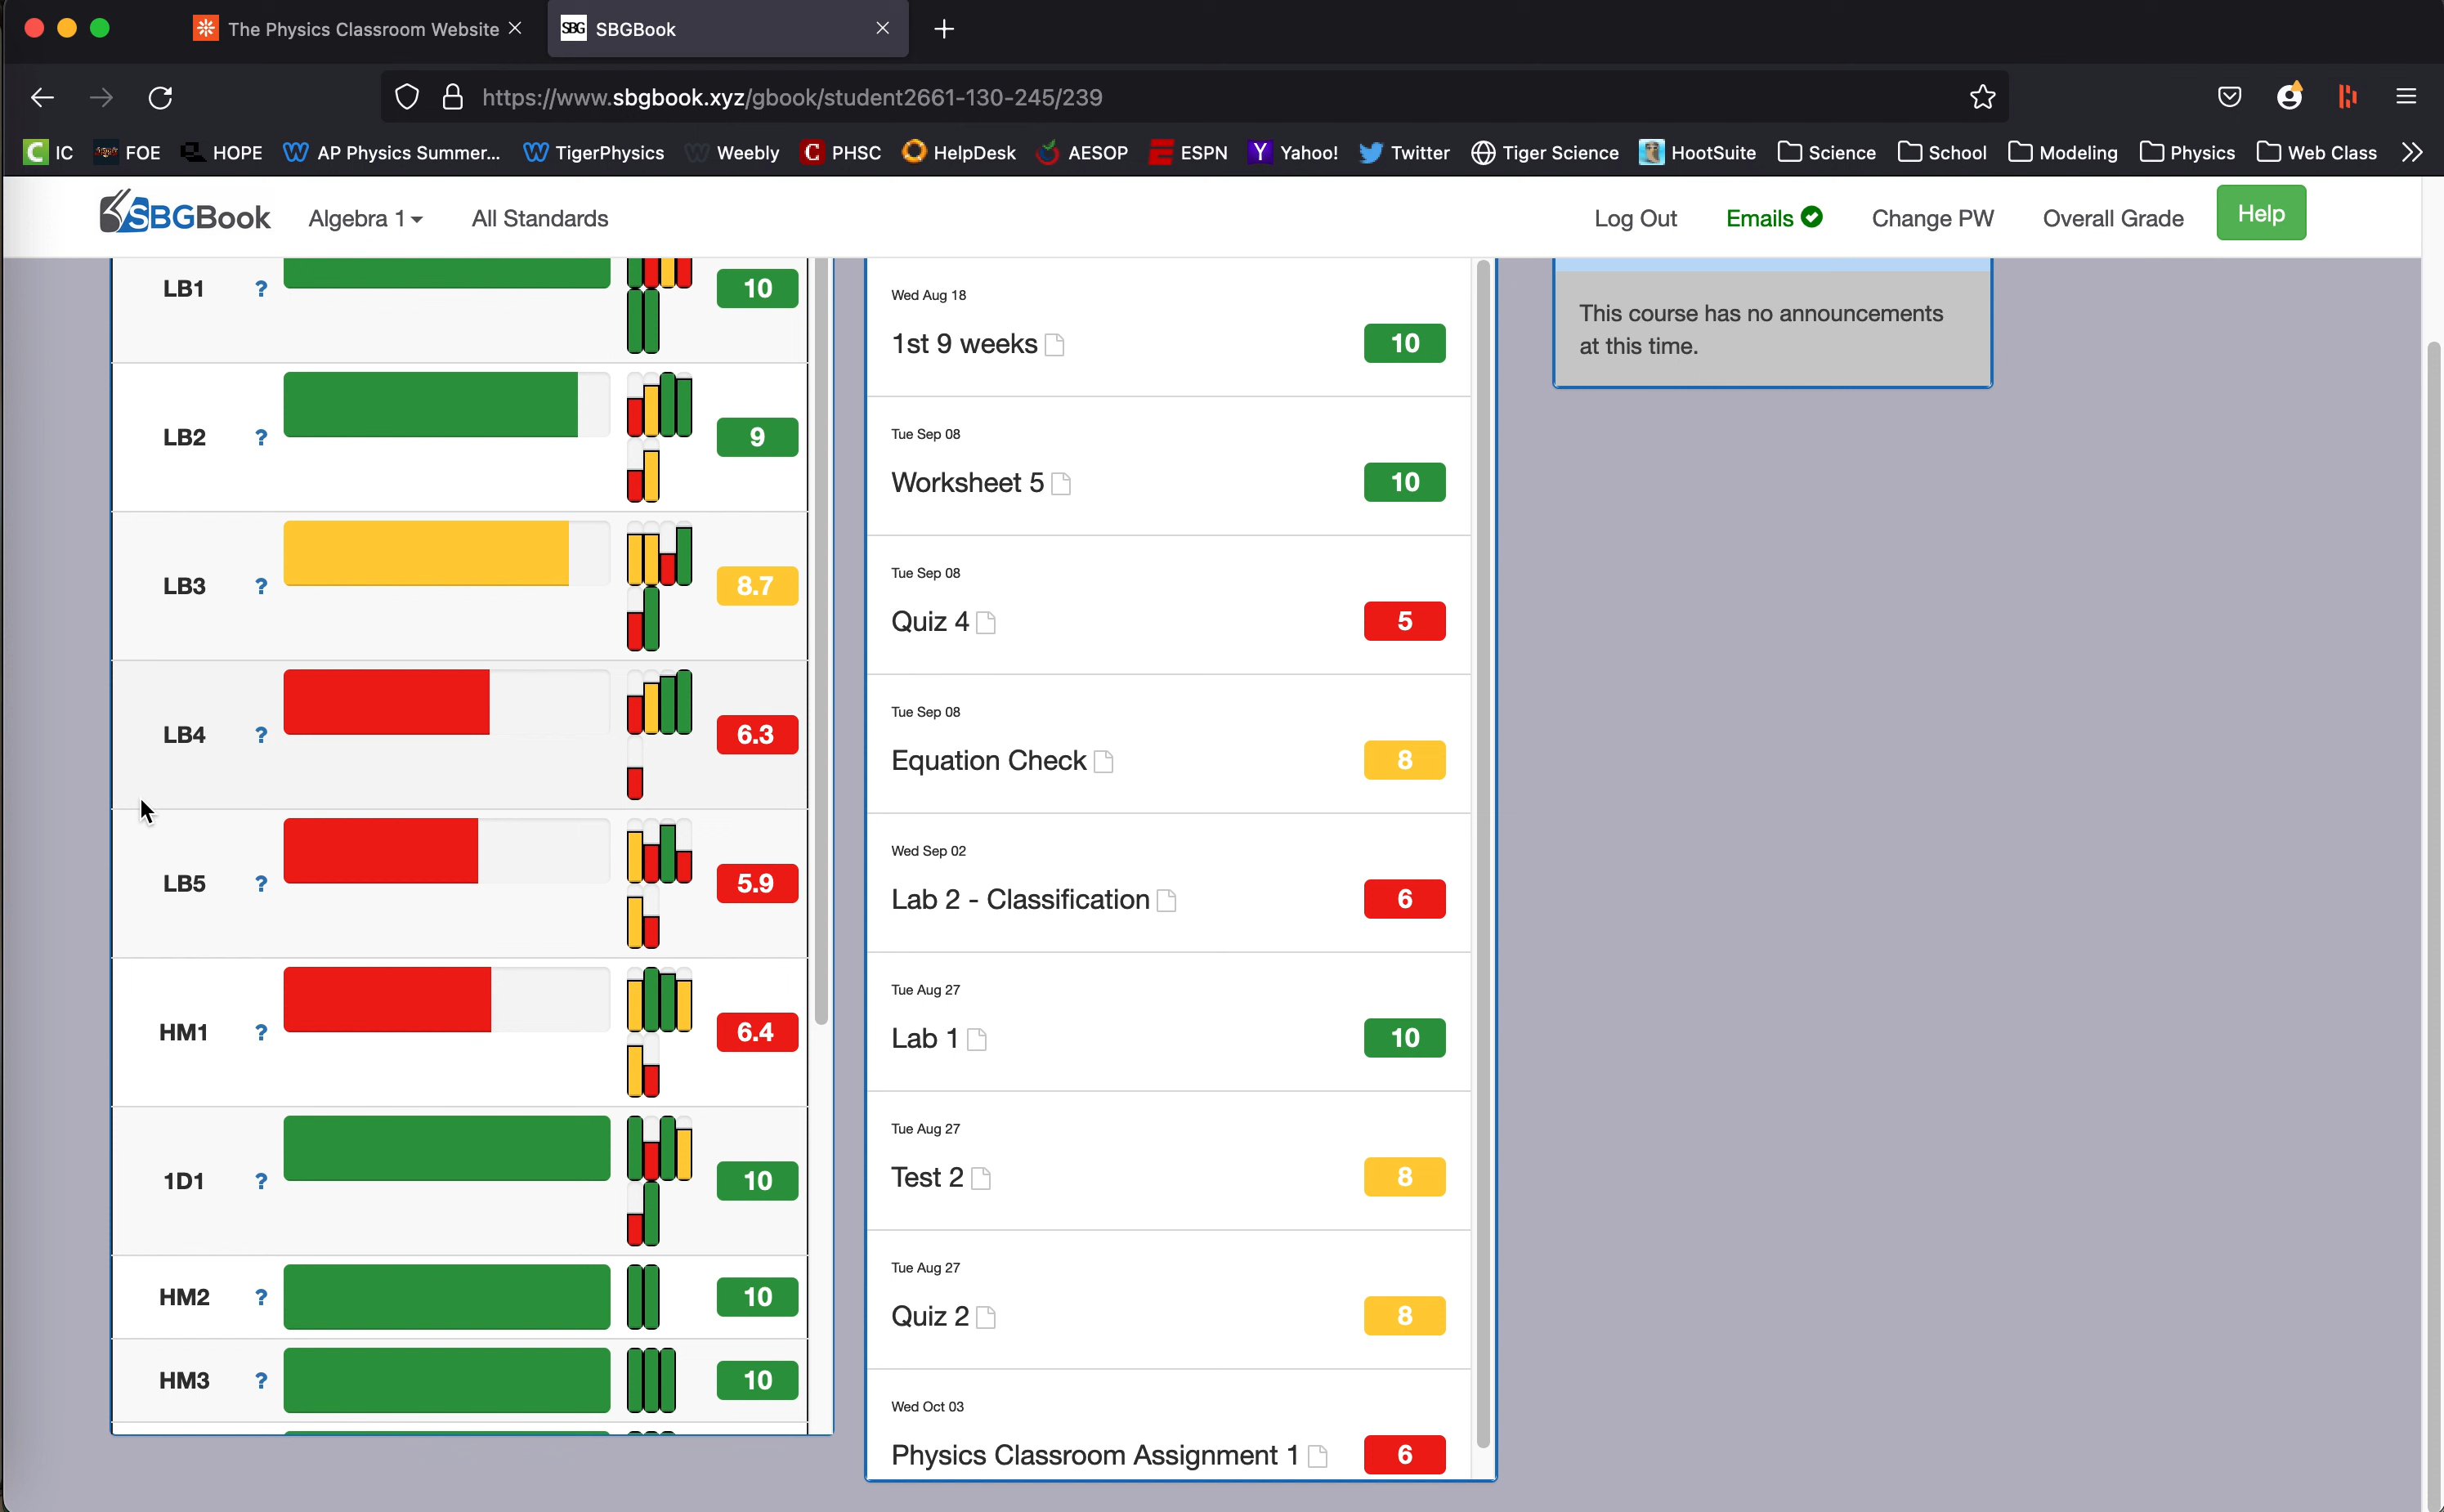 The Physics Classroom Website
SBG SBGBook
https://www.sbgbook.xyz/gbook/student2661-130-245/239
IC FOE HOPE AP Physics Summer... TigerPhysics Weebly PHSC HelpDesk AESOP ESPN Yahoo! Twitter Tiger Science HootSuite Science School Modeling Physics Web Class
SBGBook Algebra 1 All Standards Log Out Emails Change PW Overall Grade Help
LB1 ? 10
LB2 ? 9
LB3 ? 8.7
LB4 ? 6.3
LB5 ? 5.9
HM1 ? 6.4
1D1 ? 10
HM2 ? 10
HM3 ? 10
Wed Aug 18
1st 9 weeks 10
Tue Sep 08
Worksheet 5 10
Tue Sep 08
Quiz 4 5
Tue Sep 08
Equation Check 8
Wed Sep 02
Lab 2 - Classification 6
Tue Aug 27
Lab 1 10
Tue Aug 27
Test 2 8
Tue Aug 27
Quiz 2 8
Wed Oct 03
Physics Classroom Assignment 1 6
This course has no announcements
at this time.